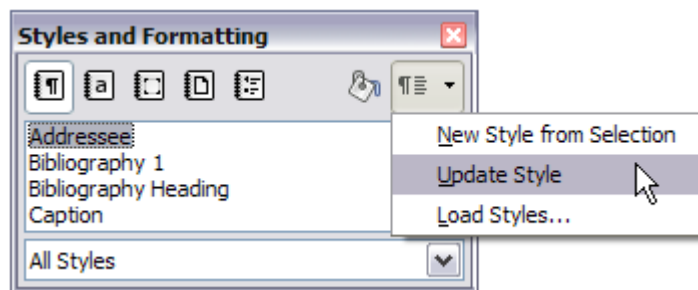 Styles and Formatting
New Style from Selection
Update Style
Load Styles...
Addressee
Bibliography 1
Bibliography Heading
Caption
All Styles